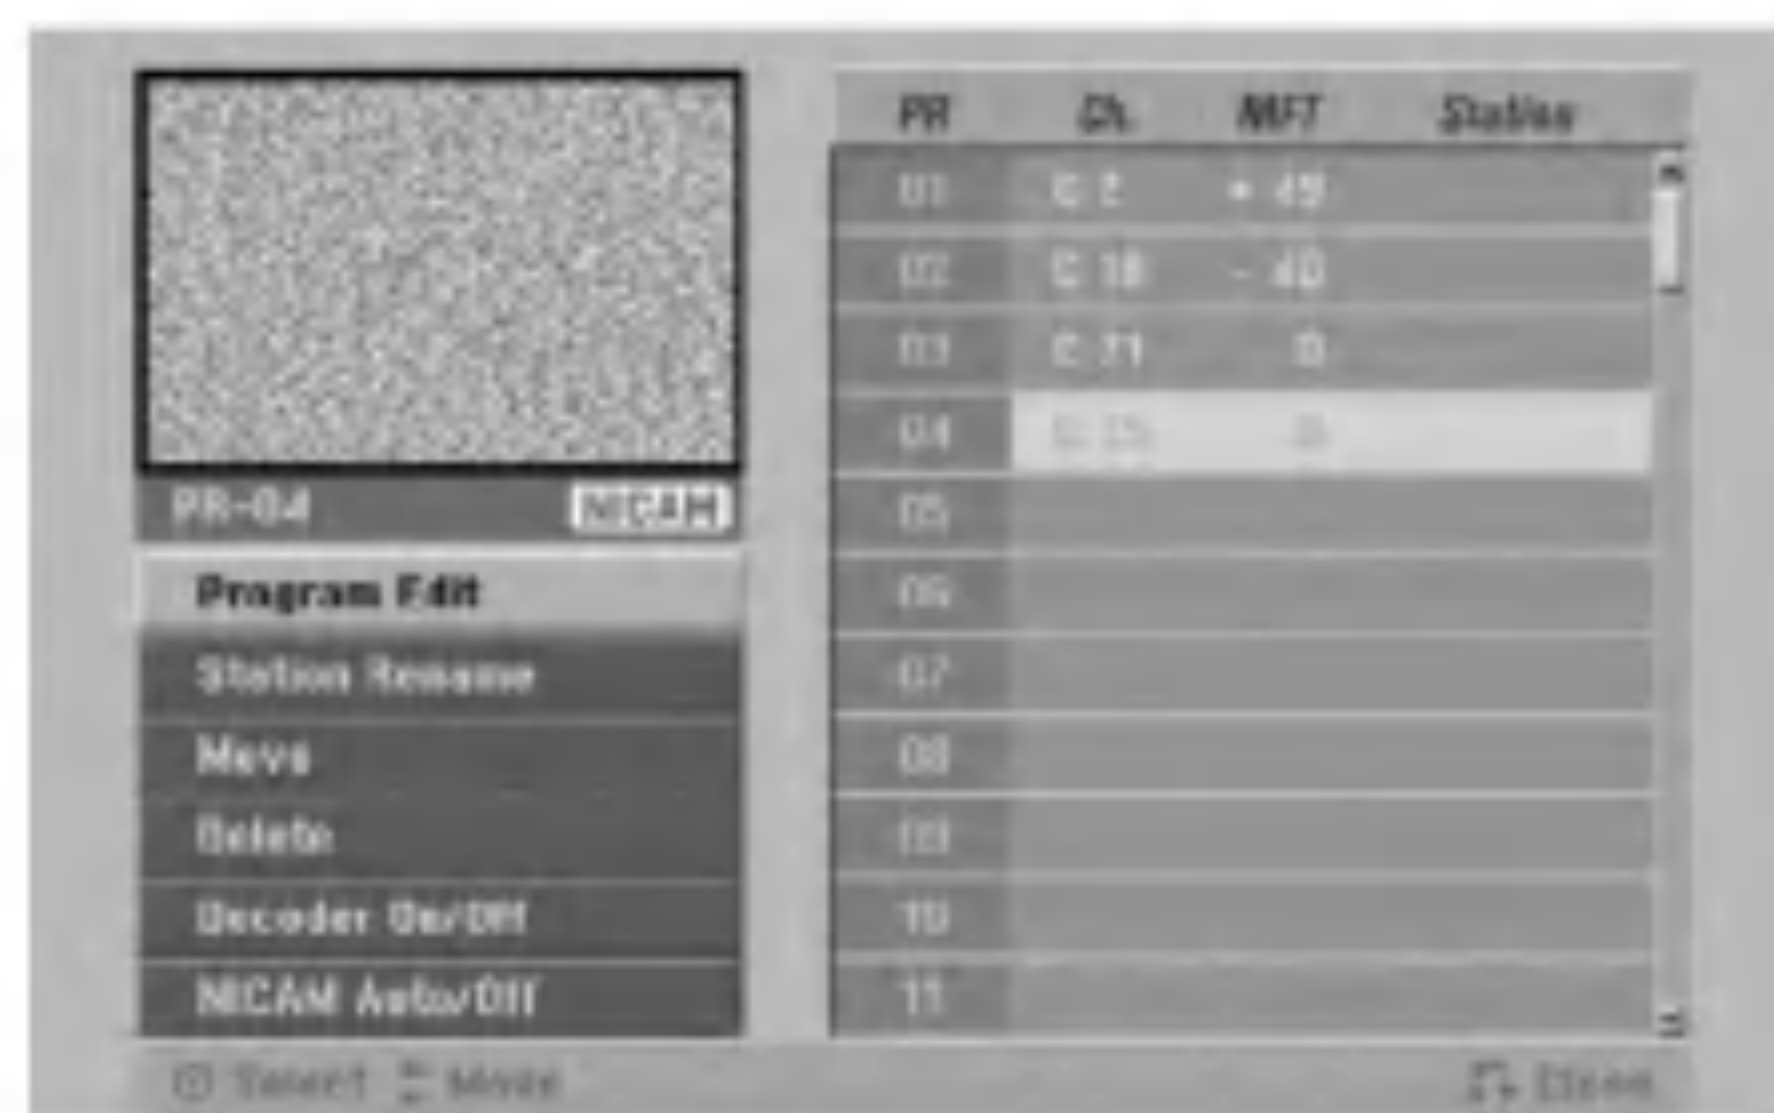 PR Ch. MFT Station
01 C 2 + 49
02 C 18 - 40
03 C 71 0
04 0
05
06
07
08
09
10
11
PR-04 NICAM
Program Edit
Station Rename
Move
Delete
Decoder On/Off
NICAM Auto/Off
Select Move Close